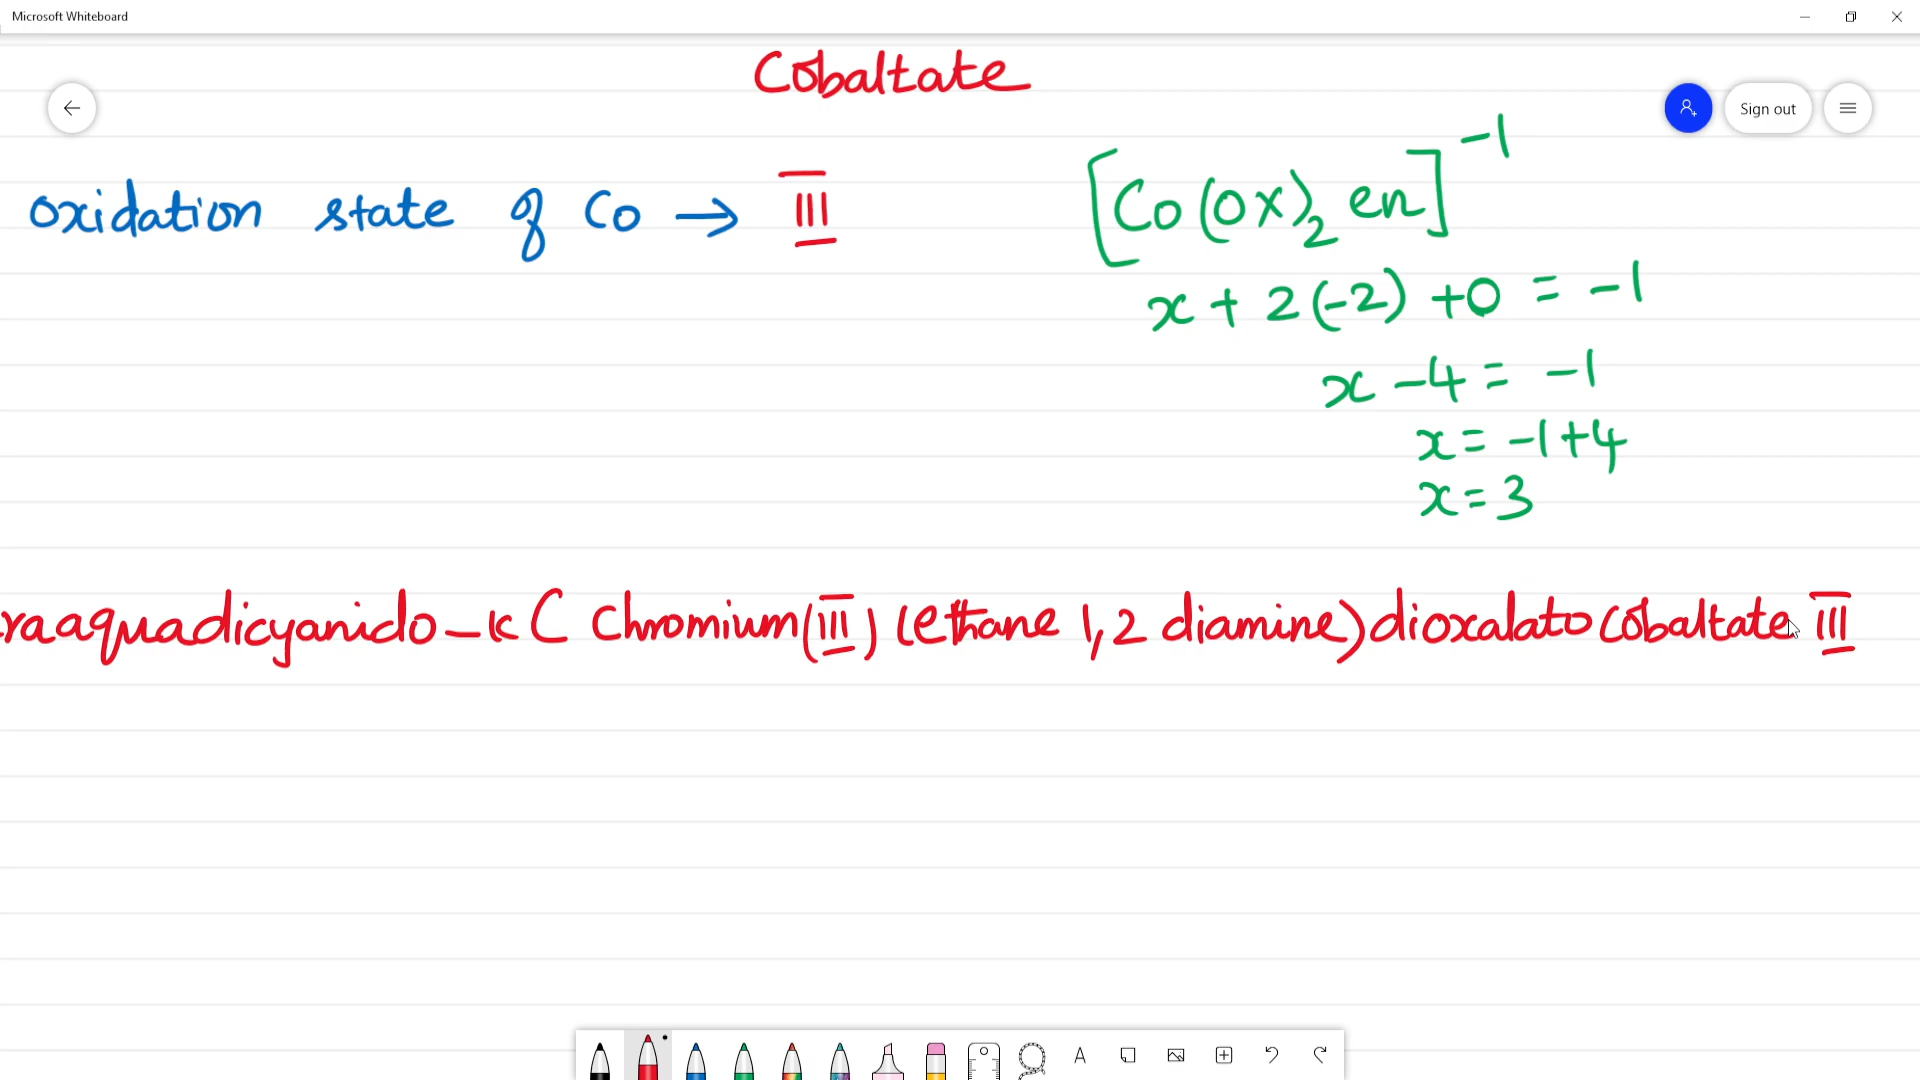 Microsoft Whiteboard
Cobaltate
Sign out
oxidation state of Co → III
[Co(ox)₂ en]⁻¹
x + 2(-2) +0 = -1
x -4 = -1
x = -1+4
x = 3
raaquadicyanido-κC Chromium(III) (ethane 1,2 diamine)dioxalato cobaltate III